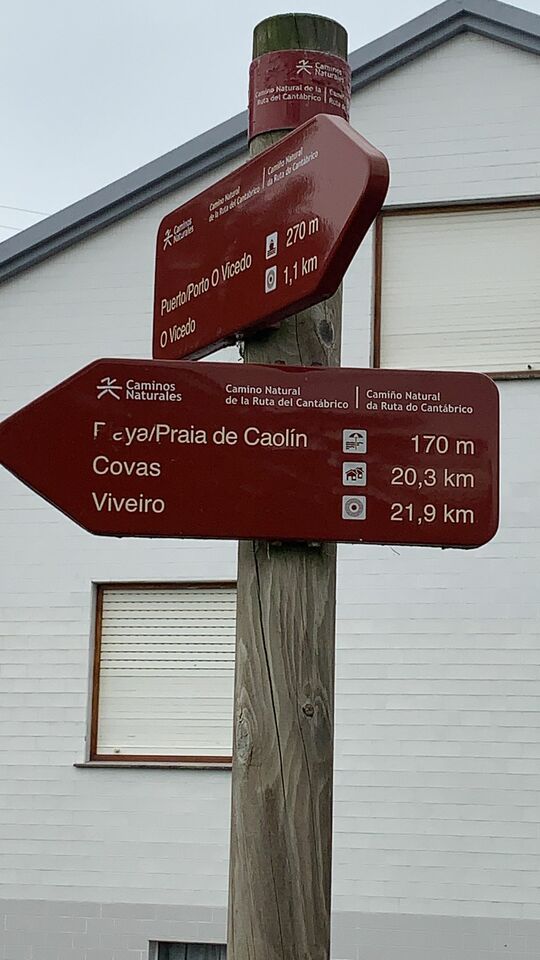 Caminos
Naturales
Camino Natural de la
Ruta del Cantábrico
Caminos
Naturales
Camino Natural
de la Ruta del Cantábrico
Camiño Natural
da Ruta do Cantábrico
Puerto/Porto O Vicedo 270 m
O Vicedo 1,1 km
Caminos
Naturales
Camino Natural
de la Ruta del Cantábrico
Camiño Natural
da Ruta do Cantábrico
/Praia de Caolín 170 m
Covas 20,3 km
Viveiro 21,9 km